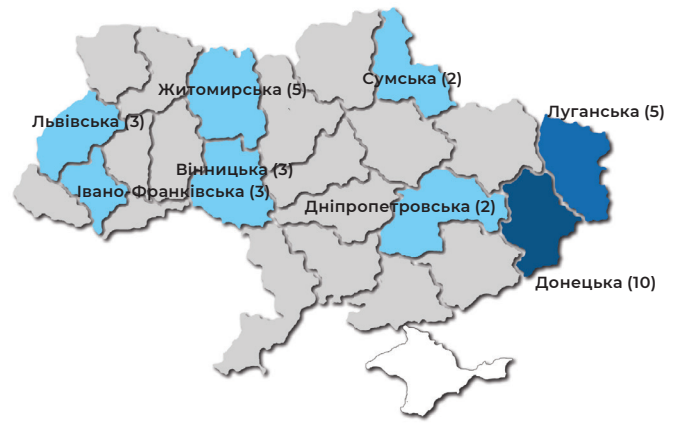 Сумська (2)
Житомирська (5)
Луганська (5)
Львівська (3)
Вінницька (3)
Івано-Франківська (3)
Дніпропетровська (2)
Донецька (10)